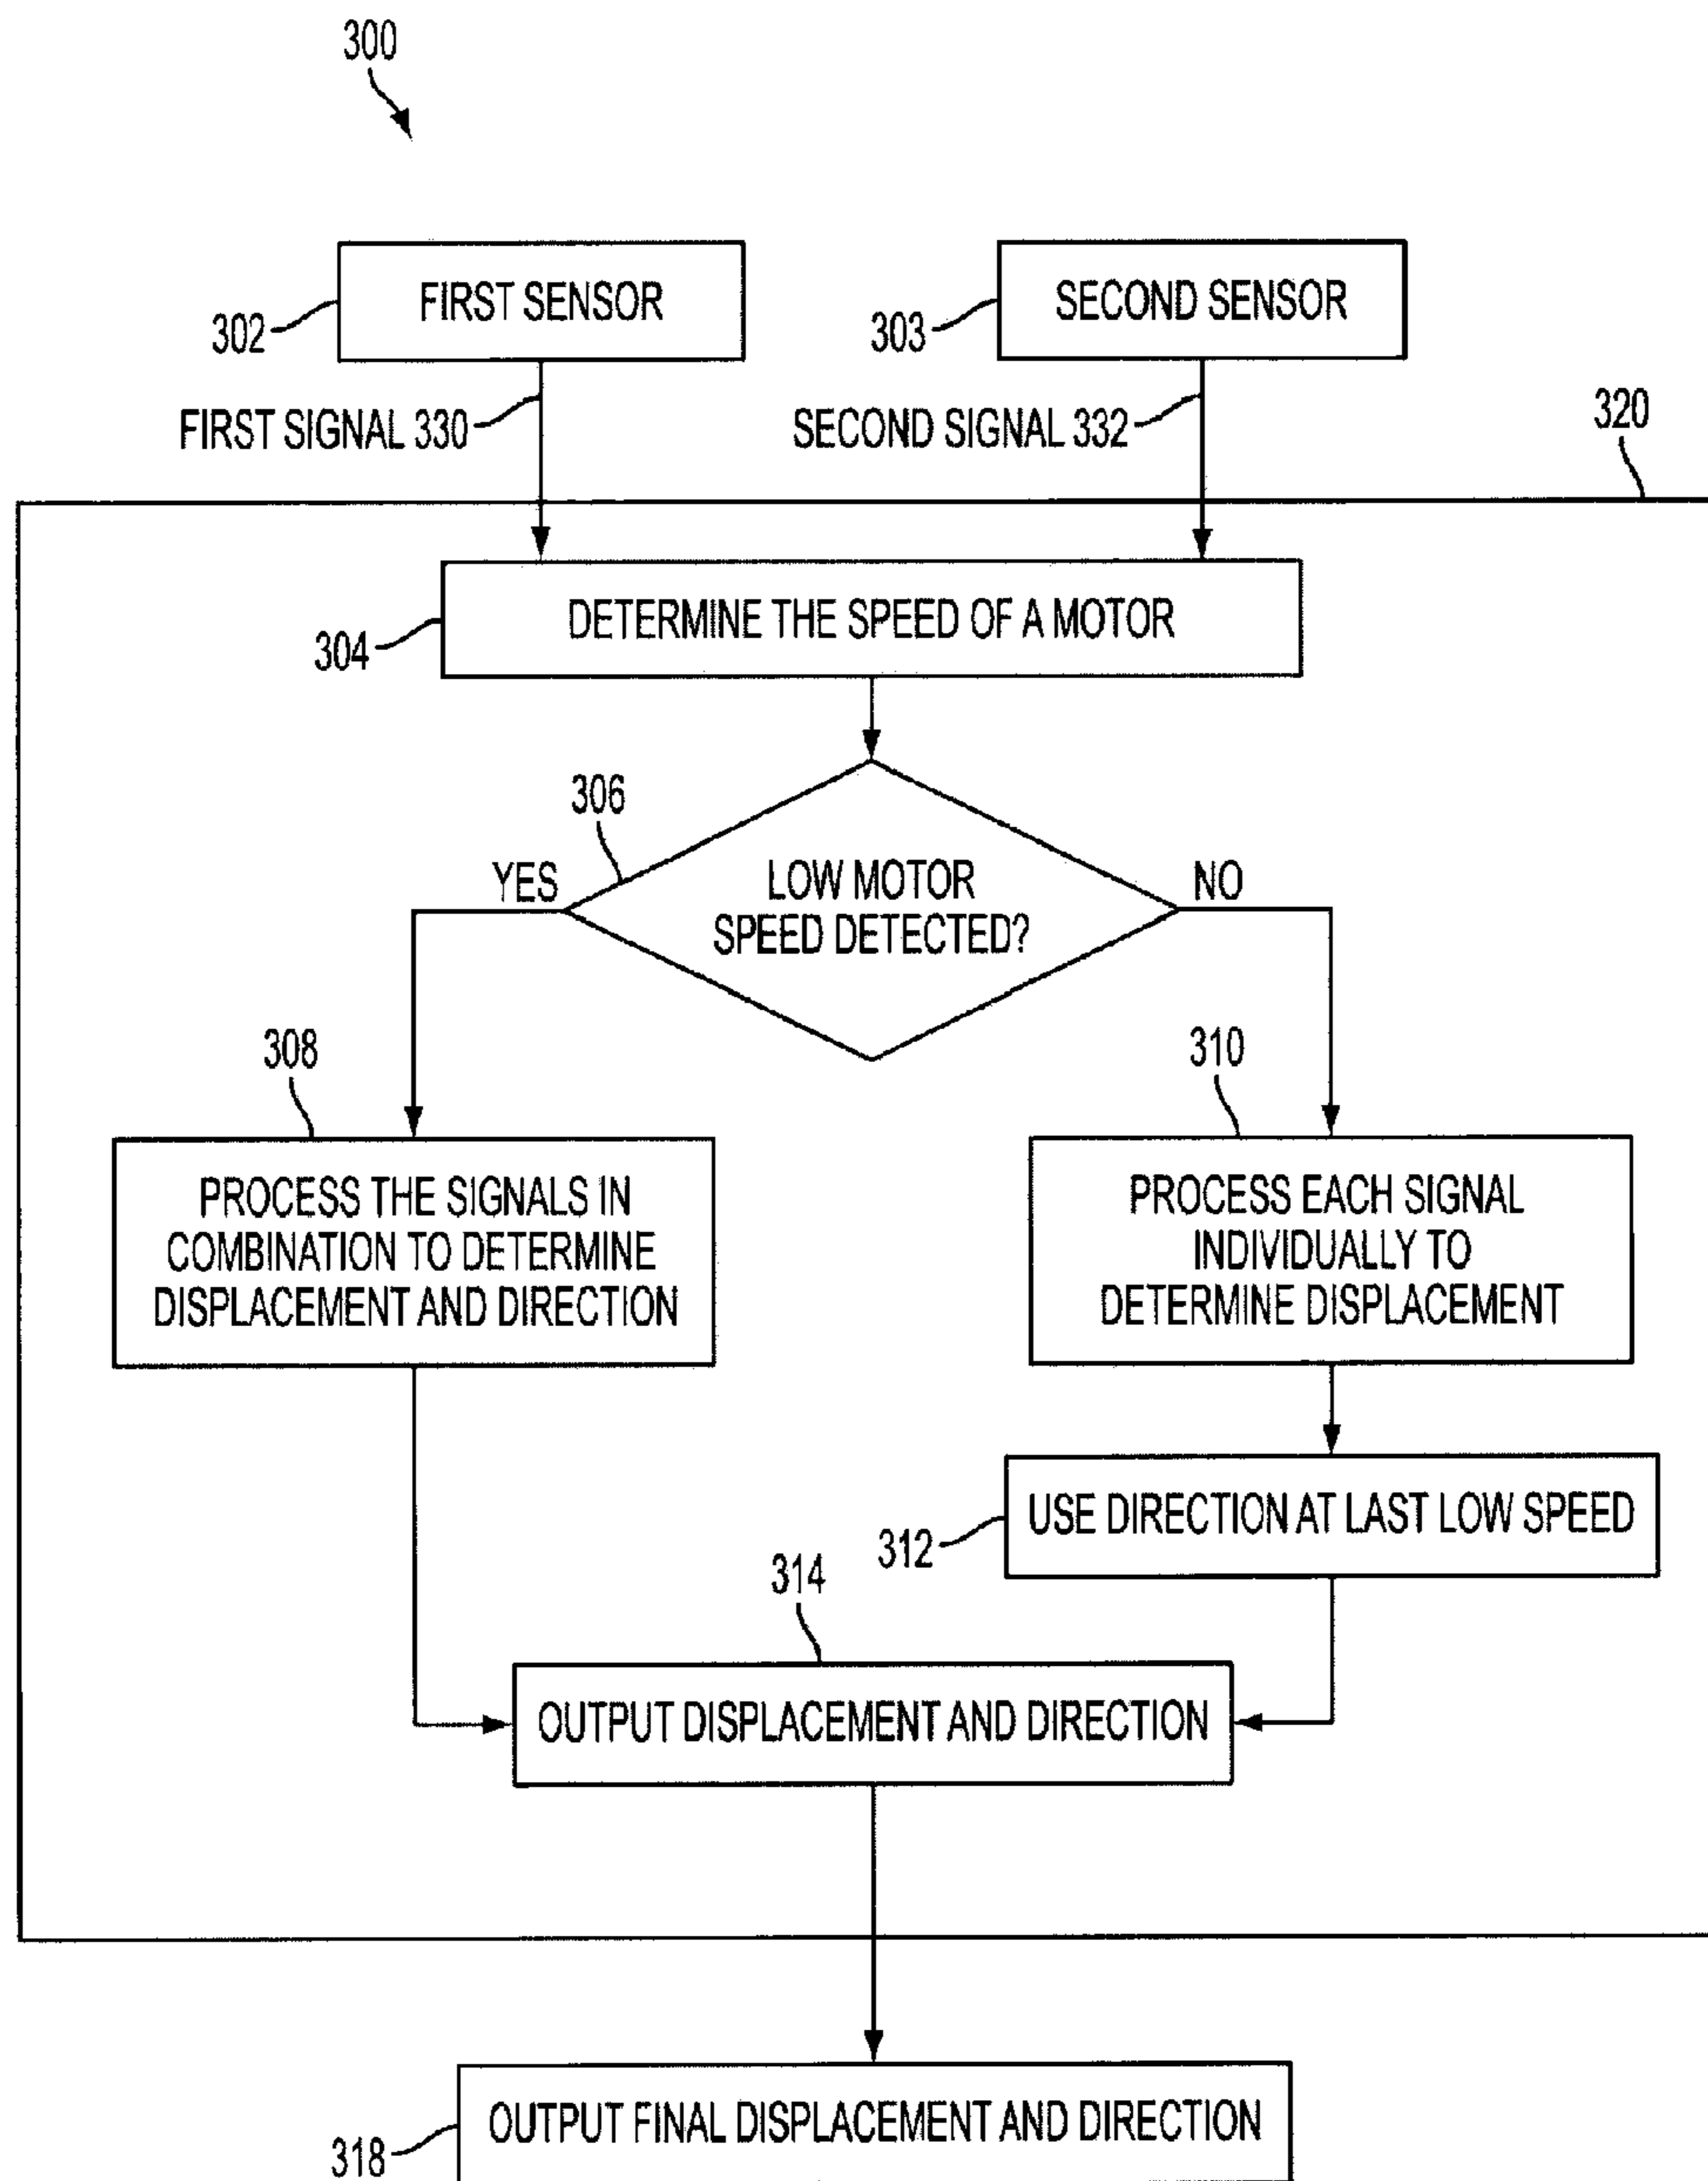 300
FIRST SENSOR
SECOND SENSOR
302
303
FIRST SIGNAL 330
SECOND SIGNAL 332
320
DETERMINE THE SPEED OF A MOTOR
304
306
YES
LOW MOTOR
SPEED DETECTED?
NO
308
310
PROCESS THE SIGNALS IN
COMBINATION TO DETERMINE
DISPLACEMENT AND DIRECTION
PROCESS EACH SIGNAL
INDIVIDUALLY TO
DETERMINE DISPLACEMENT
USE DIRECTION AT LAST LOW SPEED
312
314
OUTPUT DISPLACEMENT AND DIRECTION
OUTPUT FINAL DISPLACEMENT AND DIRECTION
318